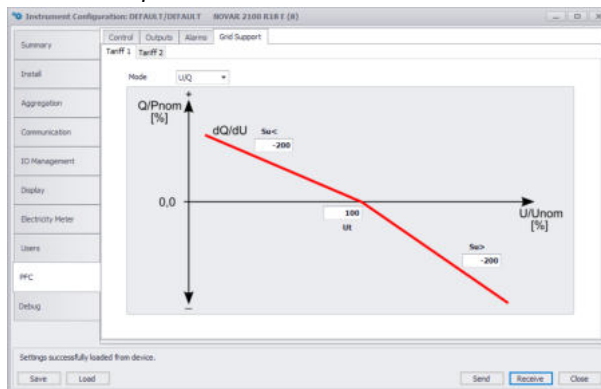 Instrument Configuration: DEFAULT/DEFAULT NOVAR 2100 R18 E (8)
Summary
Install
Aggregation
Communication
IO Management
Display
Electricity Meter
Users
PFC
Debug
Control Outputs Alarms Grid Support
Tariff 1 Tariff 2
Mode U/Q
+
Q/Pnom
[%]
dQ/dU Su<
-200
0,0
100
Ut
U/Unom
[%]
Su>
-200
−
Settings successfully loaded from device.
Save Load Send Receive Close